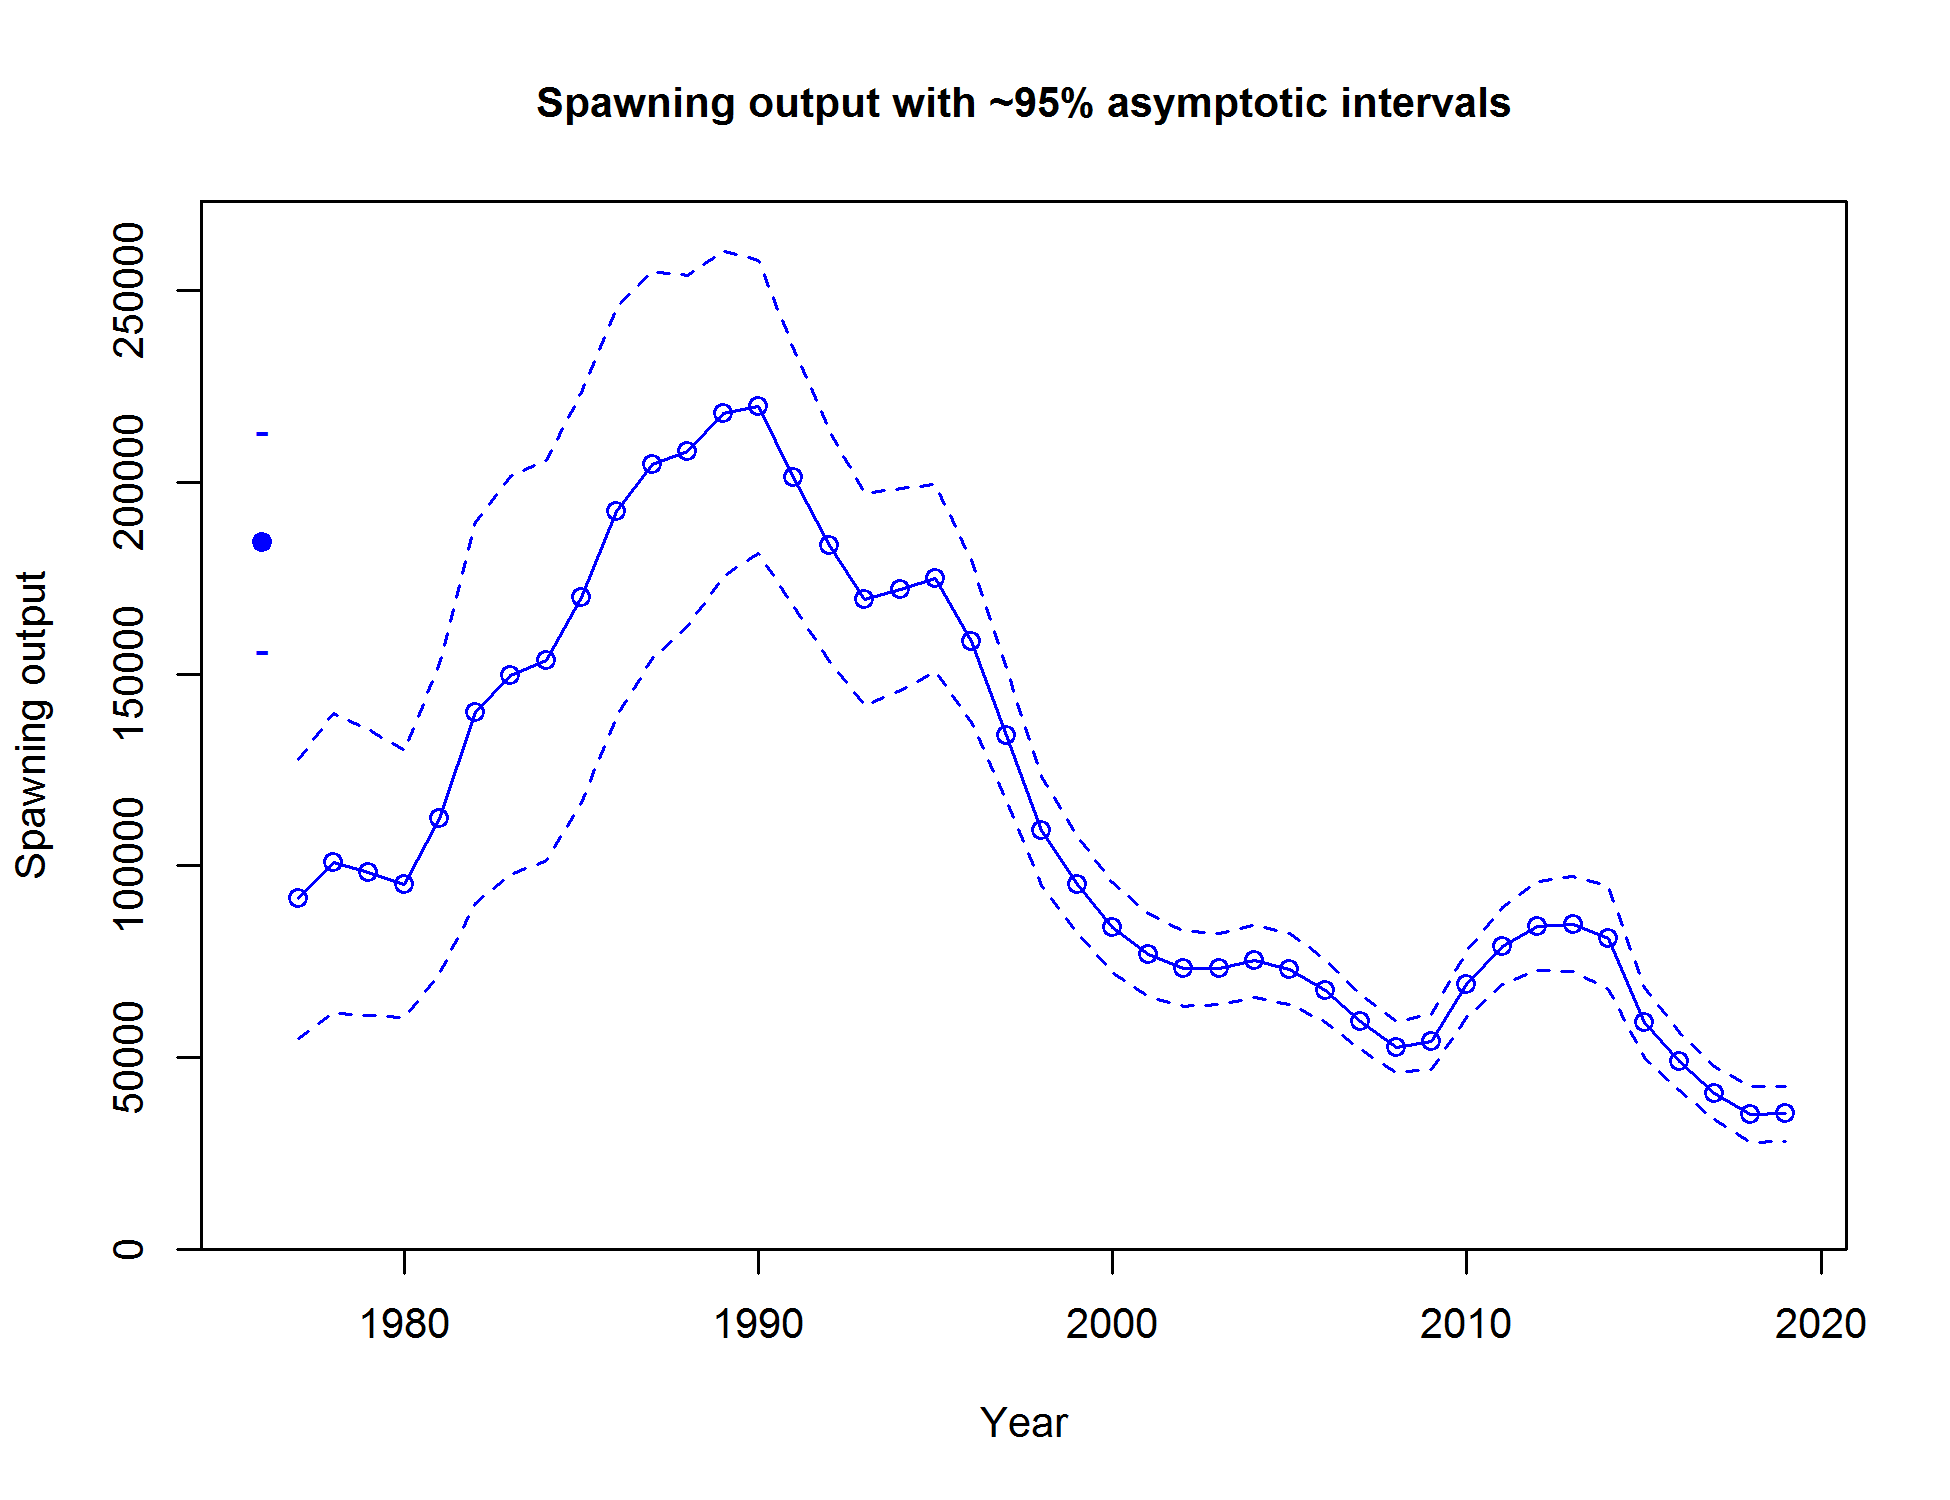 Spawning output with ~95% asymptotic intervals
Spawning output
250000
200000
150000
100000
50000
0
1980 1990 2000 2010 2020
Year